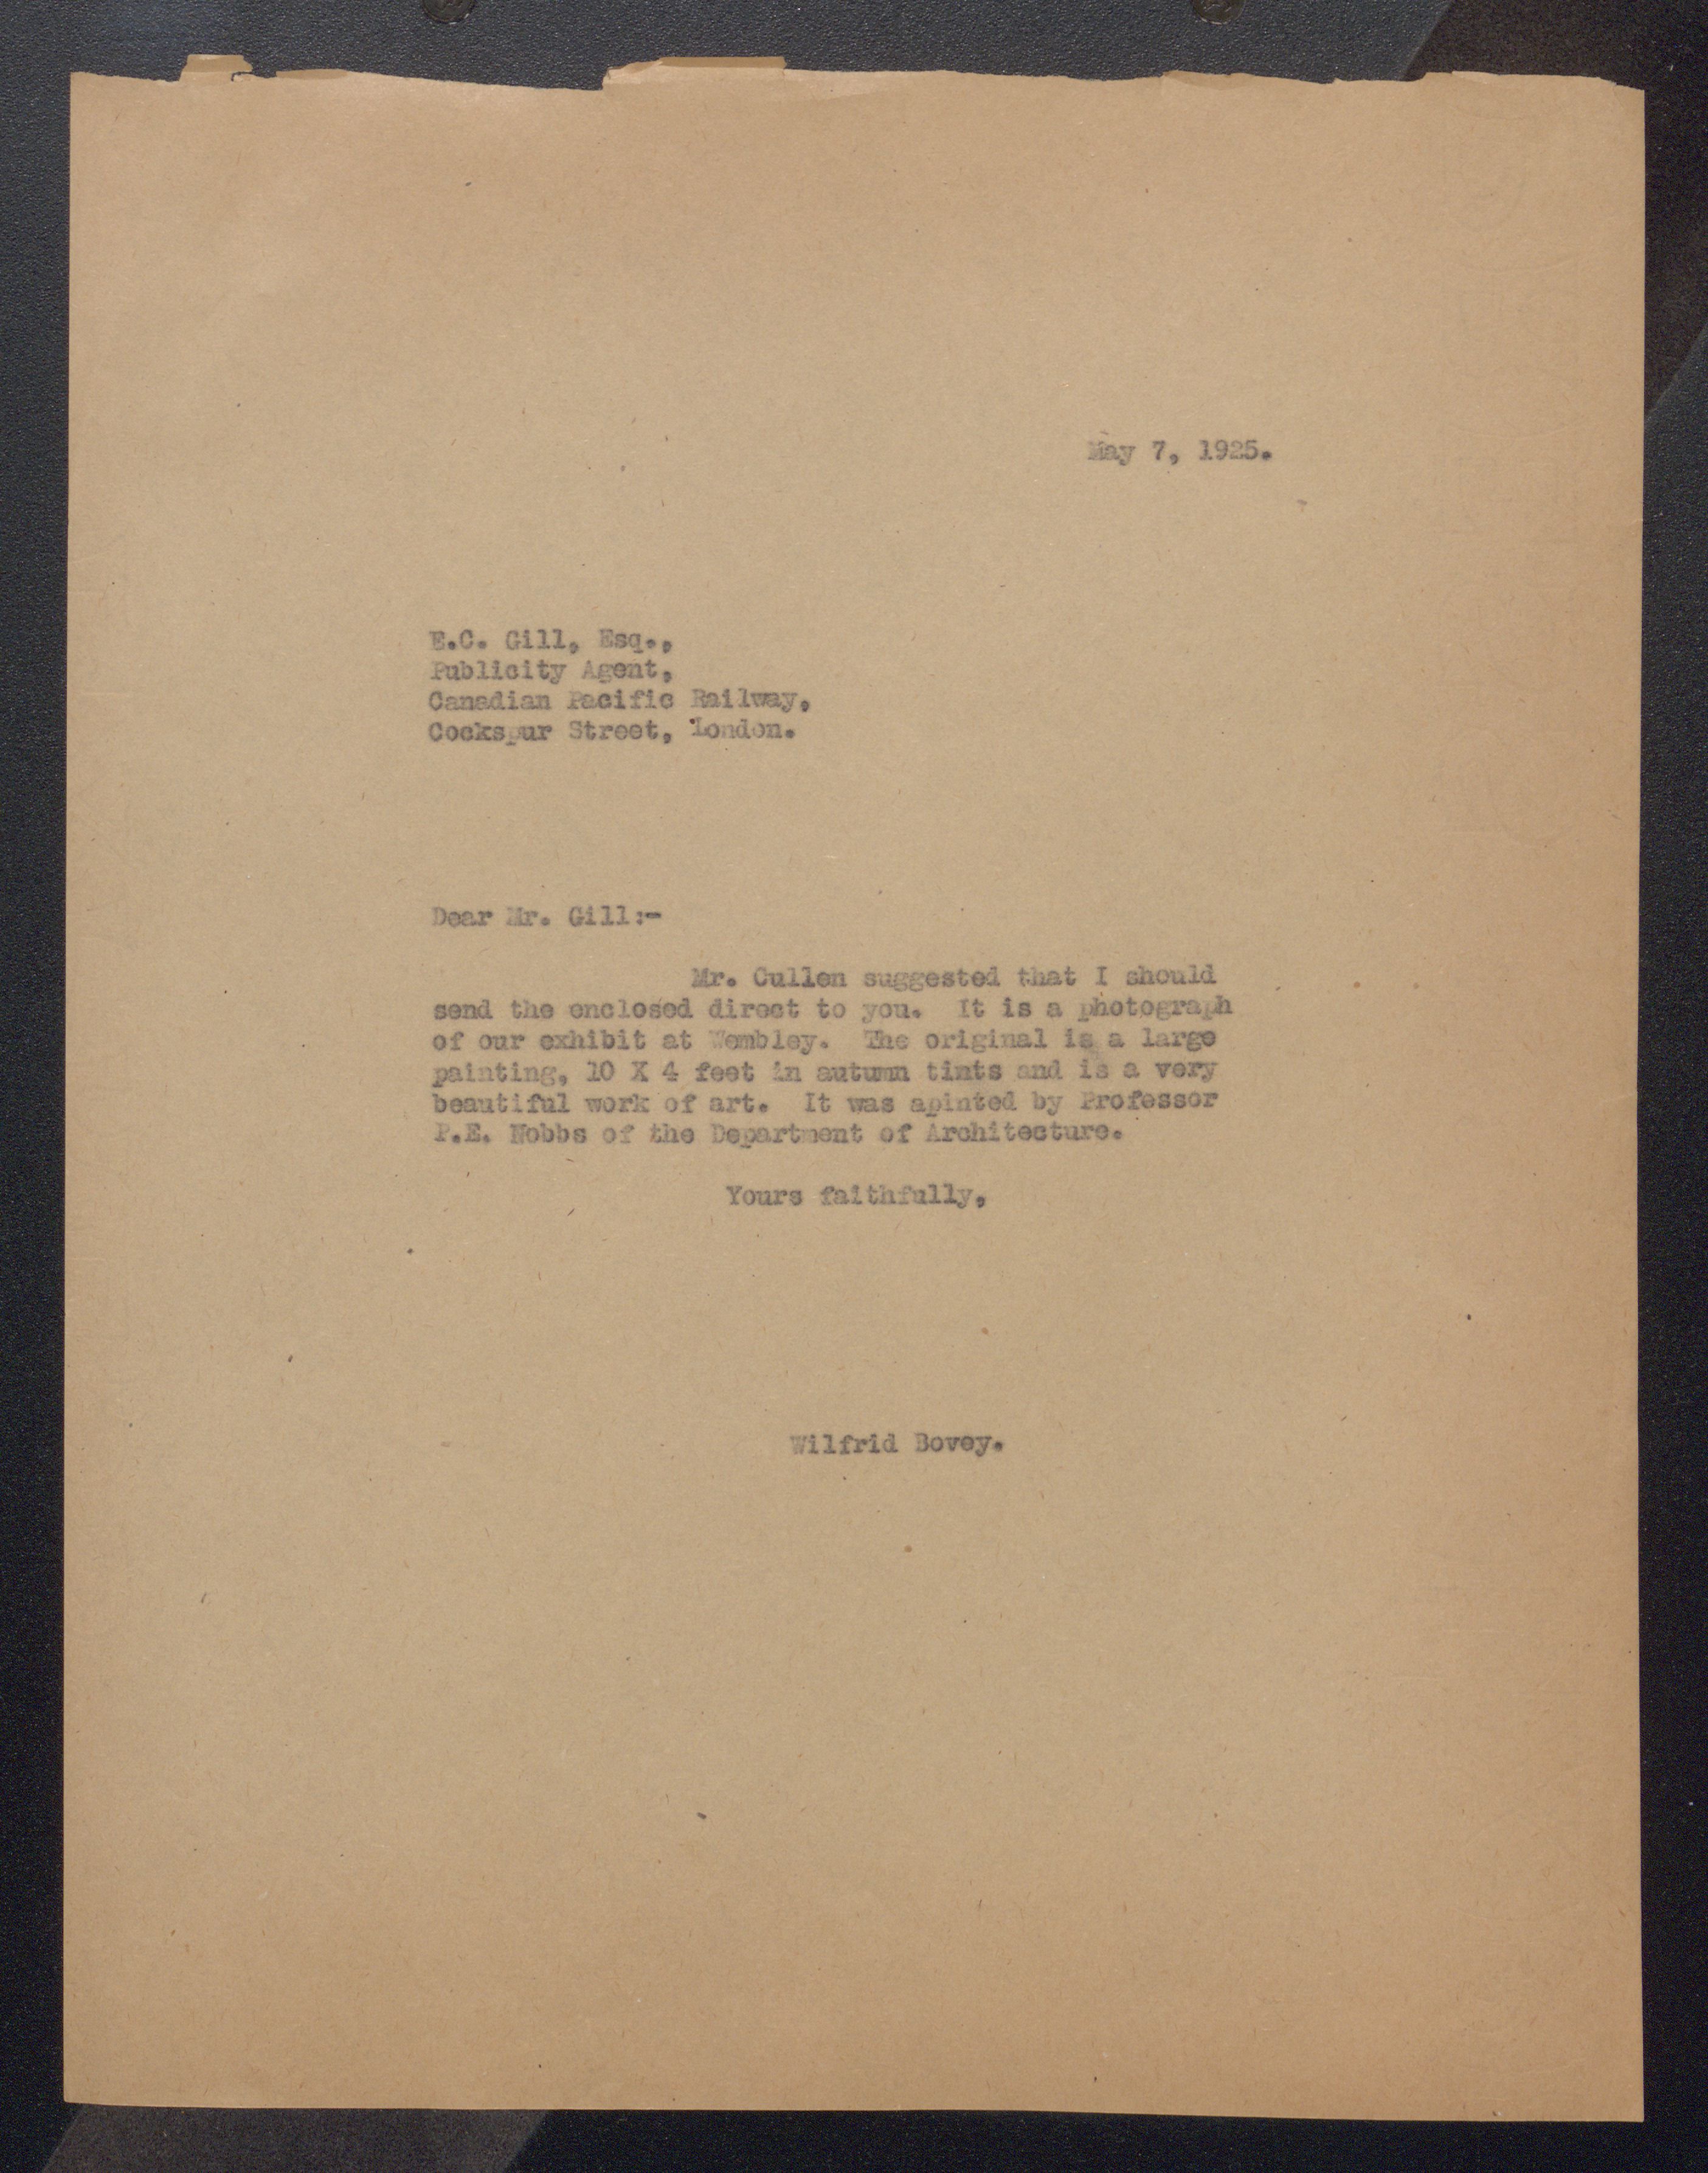 May 7, 1925.
E.C. Gill, Esq.,
Publicity Agent,
Canadian Pacific Railway,
Cockspur Street, London.
Dear Mr. Gill:-
Mr. Cullen suggested that I should
send the enclosed direct to you. It is a photograph
of our exhibit at Wembley. The original is a large
painting, 10 X 4 feet in autumn tints and is a very
beautiful work of art. It was apinted by Professor
P.E. Nobbs of the Department of Architecture.
Yours faithfully,
Wilfrid Bovey.